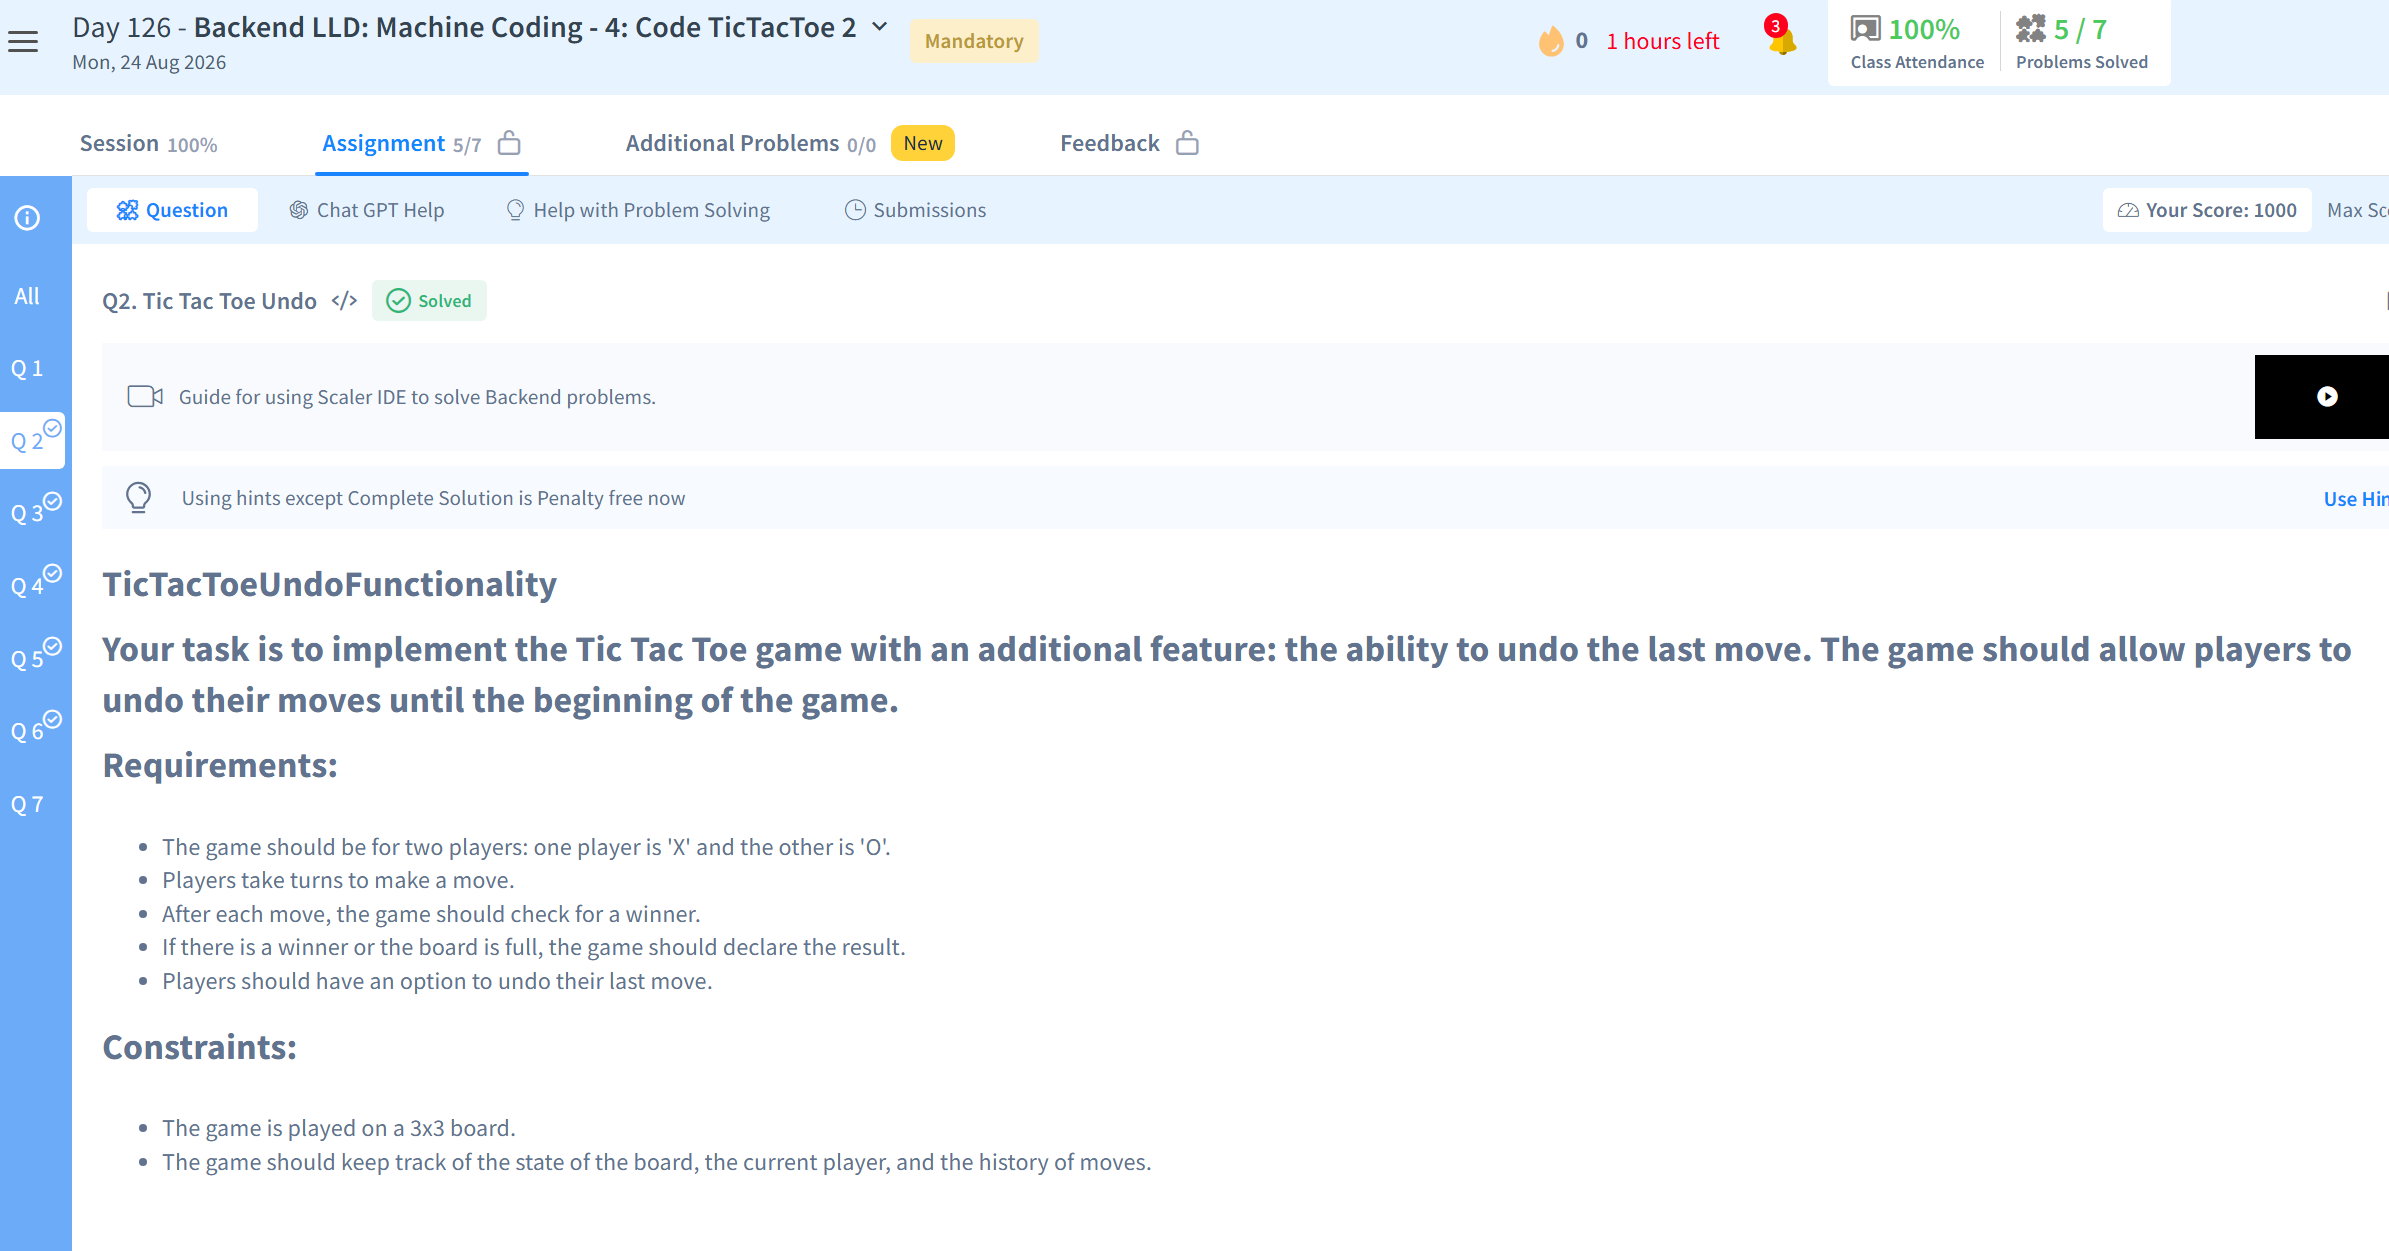 Day 126 - Backend LLD: Machine Coding - 4: Code TicTacToe 2
Mandatory
Mon, 24 Aug 2026
0
1 hours left
3
100%
Class Attendance
5 / 7
Problems Solved
Session 100%
Assignment 5/7
Additional Problems 0/0
New
Feedback
Question
Chat GPT Help
Help with Problem Solving
Submissions
Your Score: 1000
Max Sc
All
Q 1
Q 2
Q 3
Q 4
Q 5
Q 6
Q 7
Q2. Tic Tac Toe Undo </>
Solved
Guide for using Scaler IDE to solve Backend problems.
Using hints except Complete Solution is Penalty free now
Use Hin
TicTacToeUndoFunctionality
Your task is to implement the Tic Tac Toe game with an additional feature: the ability to undo the last move. The game should allow players to
undo their moves until the beginning of the game.
Requirements:
The game should be for two players: one player is 'X' and the other is 'O'.
Players take turns to make a move.
After each move, the game should check for a winner.
If there is a winner or the board is full, the game should declare the result.
Players should have an option to undo their last move.
Constraints:
The game is played on a 3x3 board.
The game should keep track of the state of the board, the current player, and the history of moves.